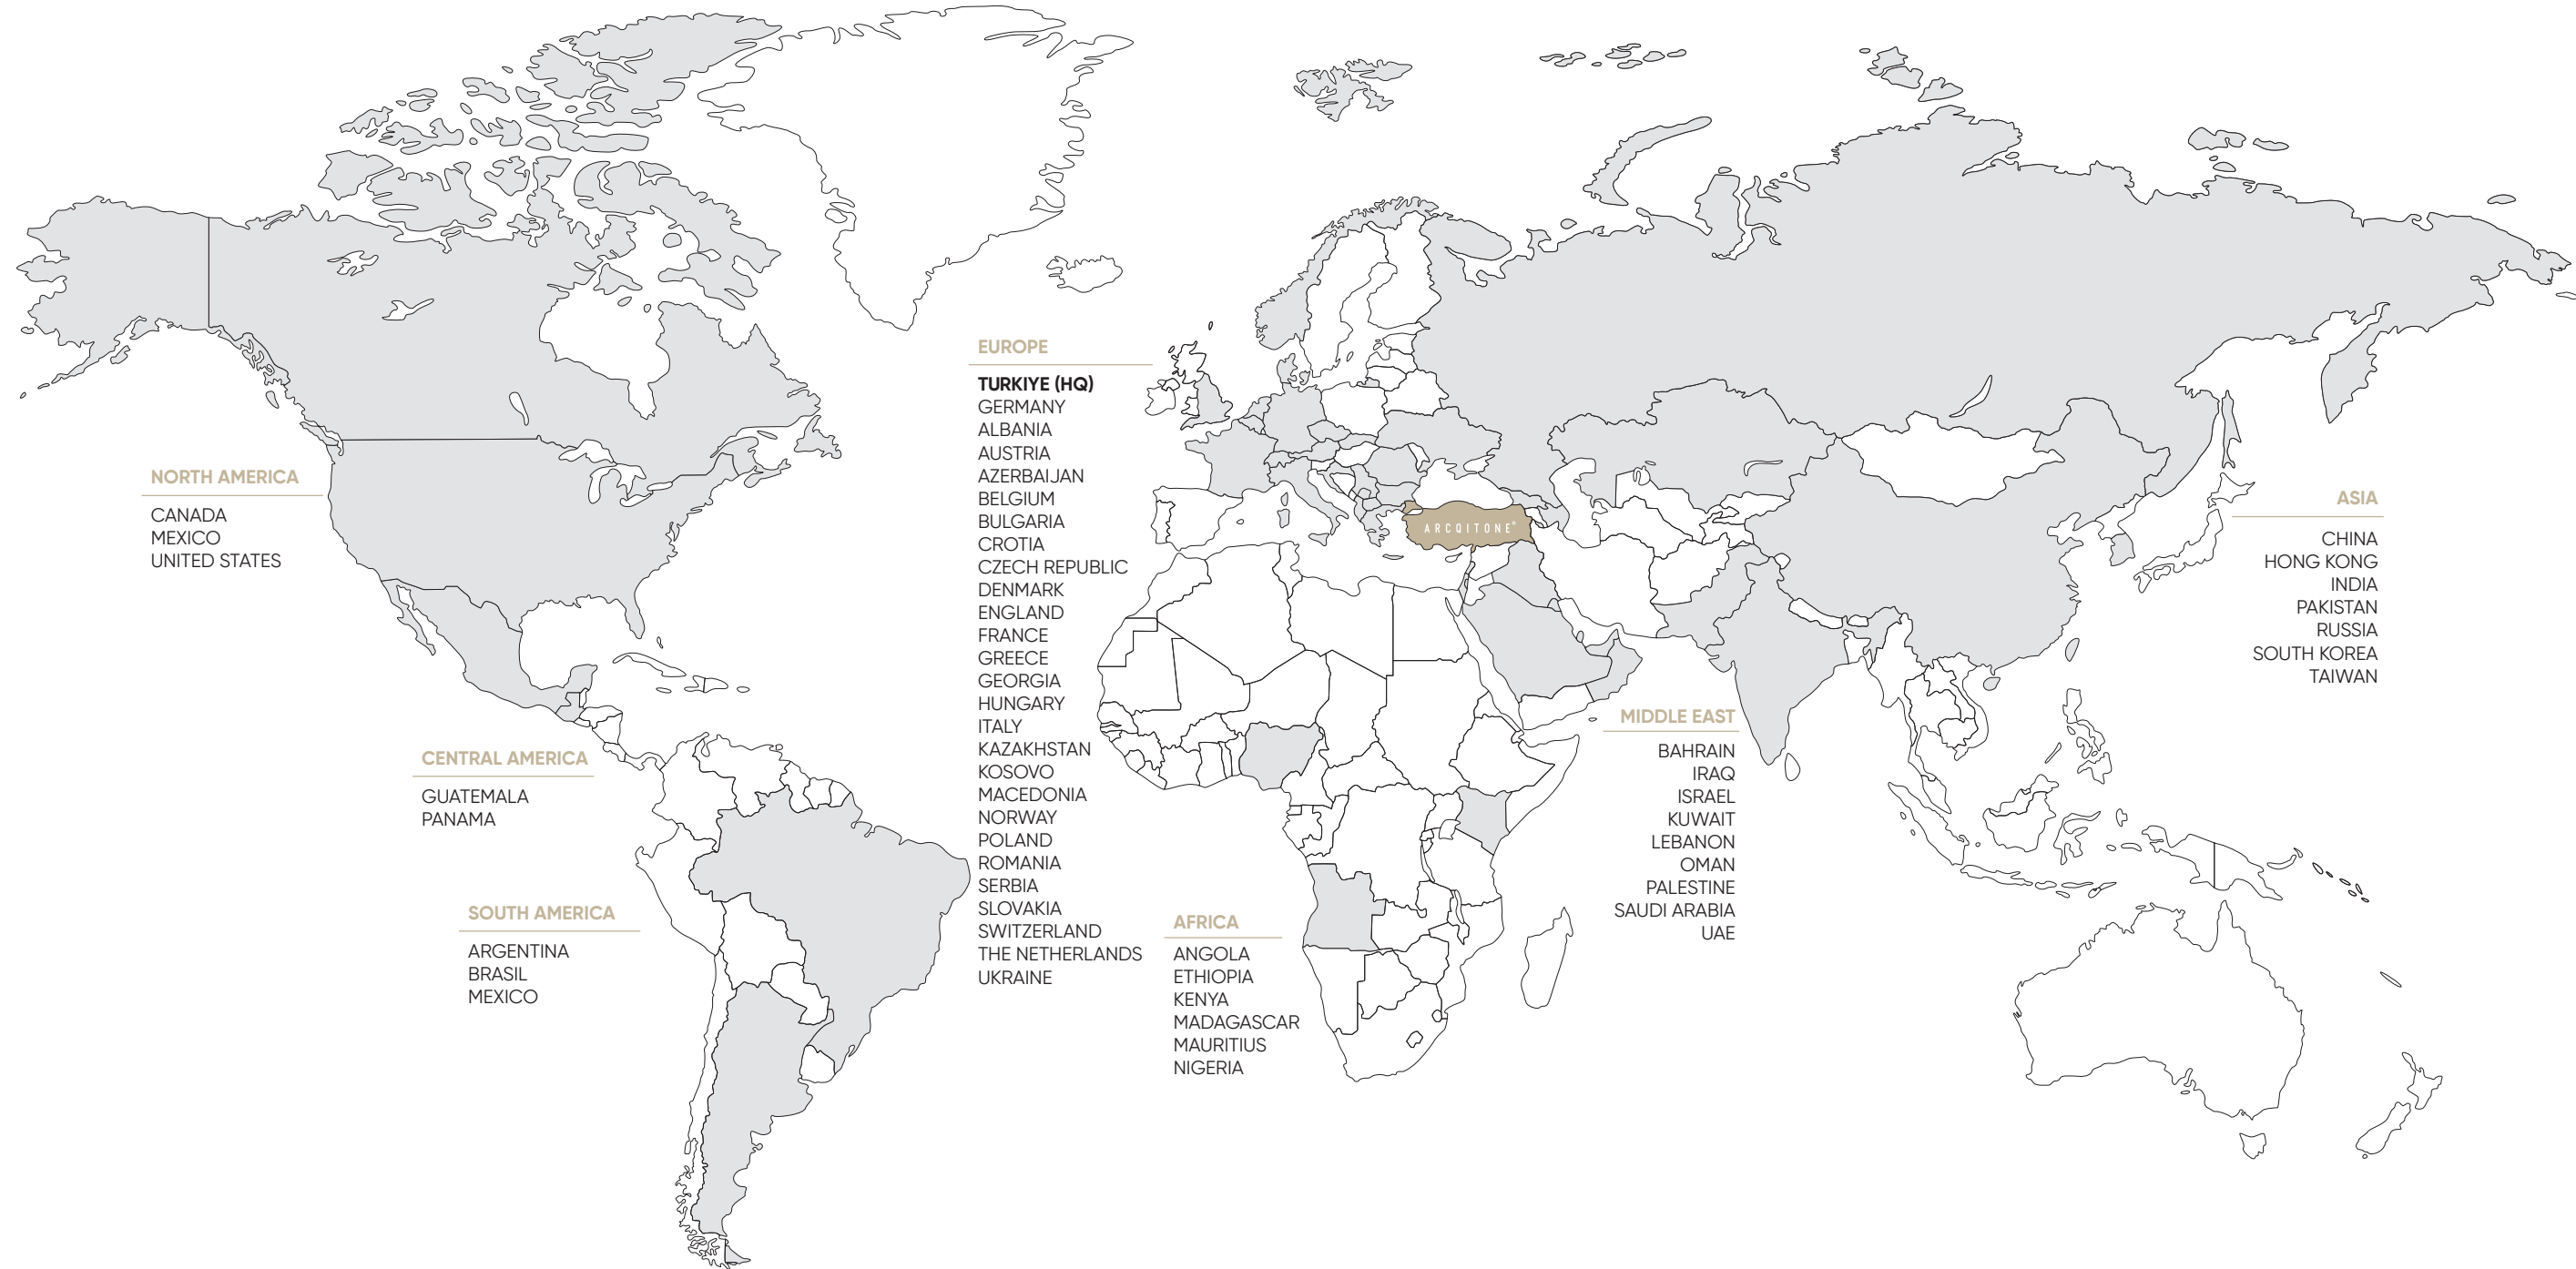 EUROPE
TURKIYE (HQ)
GERMANY
ALBANIA
AUSTRIA
AZERBAIJAN
BELGIUM
BULGARIA
CROTIA
CZECH REPUBLIC
DENMARK
ENGLAND
FRANCE
GREECE
GEORGIA
HUNGARY
ITALY
KAZAKHSTAN
KOSOVO
MACEDONIA
NORWAY
POLAND
ROMANIA
SERBIA
SLOVAKIA
SWITZERLAND
THE NETHERLANDS
UKRAINE
NORTH AMERICA
CANADA
MEXICO
UNITED STATES
ARCQITONE®
ASIA
CHINA
HONG KONG
INDIA
PAKISTAN
RUSSIA
SOUTH KOREA
TAIWAN
CENTRAL AMERICA
GUATEMALA
PANAMA
MIDDLE EAST
BAHRAIN
IRAQ
ISRAEL
KUWAIT
LEBANON
OMAN
PALESTINE
SAUDI ARABIA
UAE
SOUTH AMERICA
ARGENTINA
BRASIL
MEXICO
AFRICA
ANGOLA
ETHIOPIA
KENYA
MADAGASCAR
MAURITIUS
NIGERIA